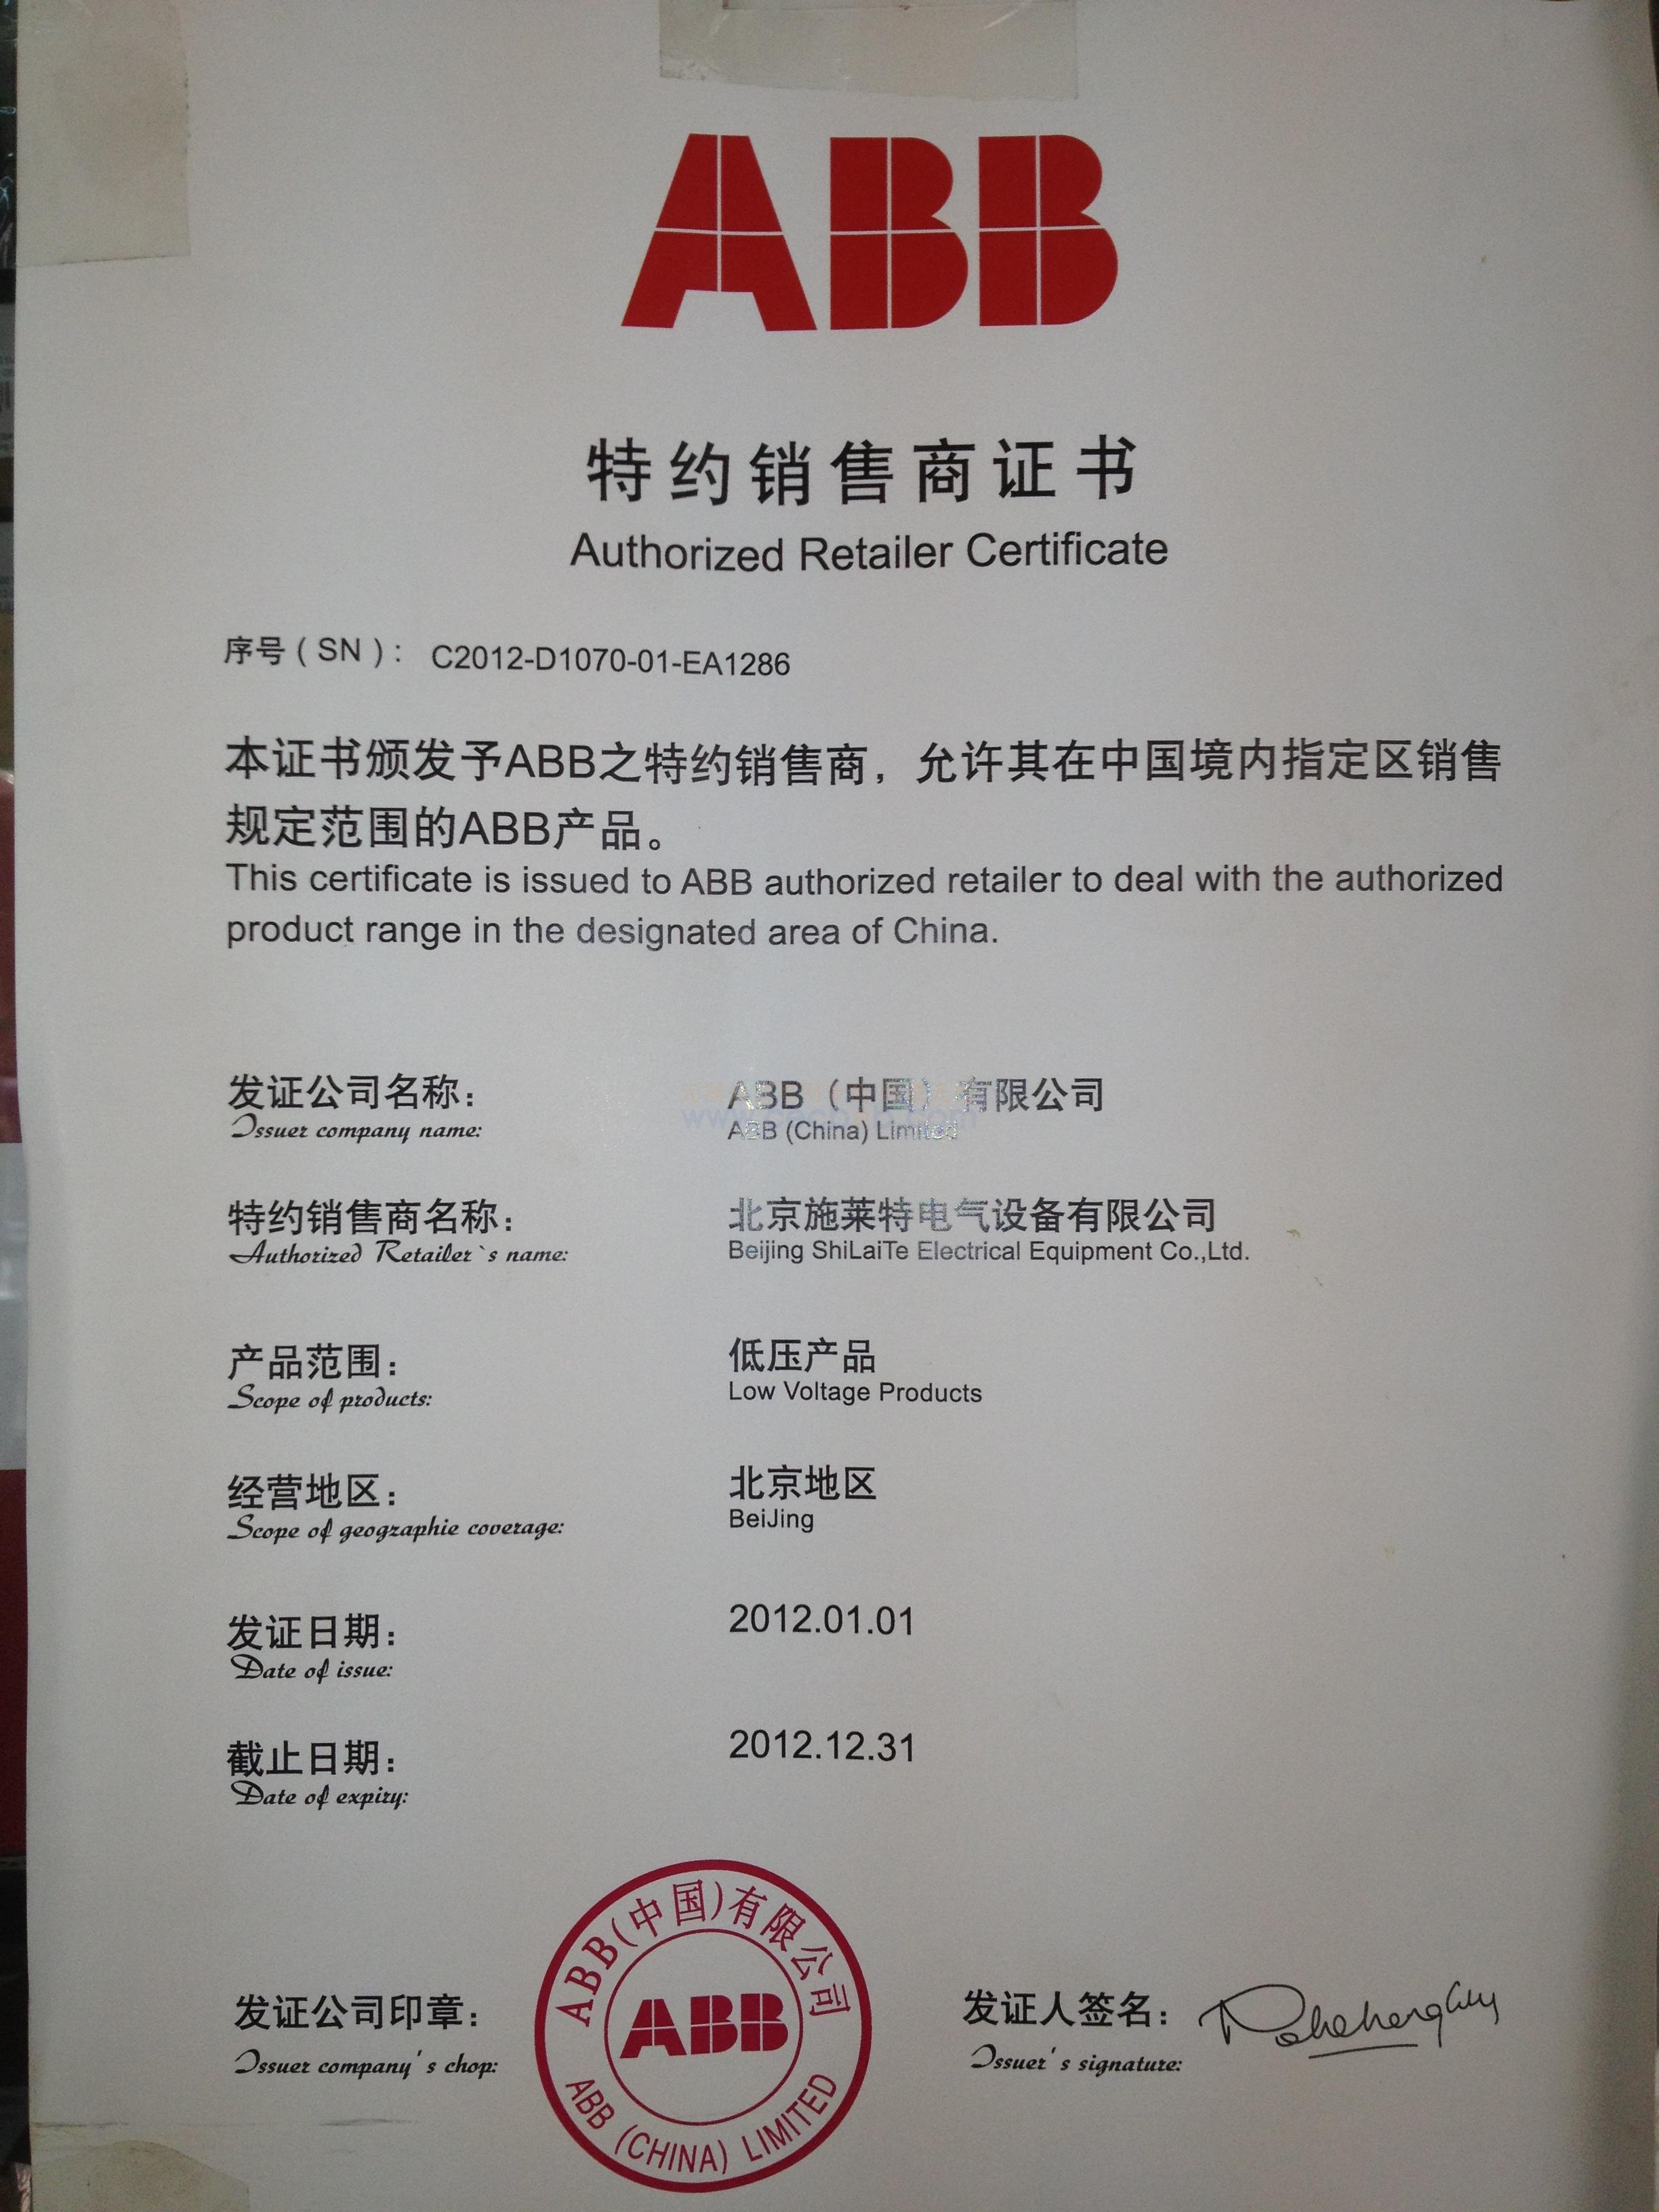 ABB
特约销售商证书
Authorized Retailer Certificate
序号(SN): C2012-D1070-01-EA1286
本证书颁发予ABB之特约销售商，允许其在中国境内指定区销售
规定范围的ABB产品。
This certificate is issued to ABB authorized retailer to deal with the authorized
product range in the designated area of China.
发证公司名称： ABB（中国）有限公司
Issuer company name: ABB (China) Limited
特约销售商名称： 北京施莱特电气设备有限公司
Authorized Retailer`s name: Beijing ShiLaiTe Electrical Equipment Co.,Ltd.
产品范围： 低压产品
Scope of products: Low Voltage Products
经营地区： 北京地区
Scope of geographie coverage: BeiJing
发证日期： 2012.01.01
Date of issue:
截止日期： 2012.12.31
Date of expiry:
发证公司印章：
Issuer company's chop:
ABB(中国)有限公司
ABB
ABB (CHINA) LIMITED
发证人签名：
Issuer's signature: